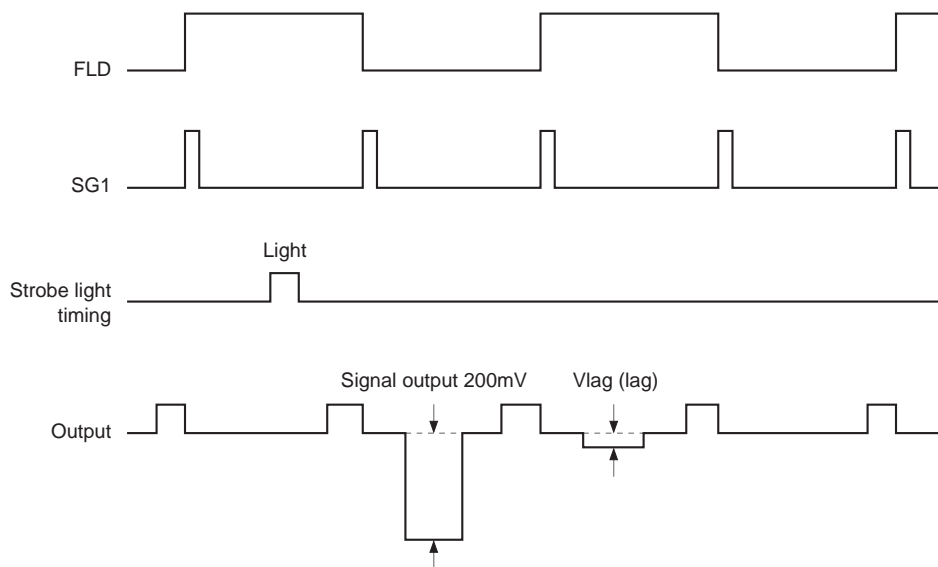 FLD
SG1
Light
Strobe light
timing
Signal output 200mV
Vlag (lag)
Output